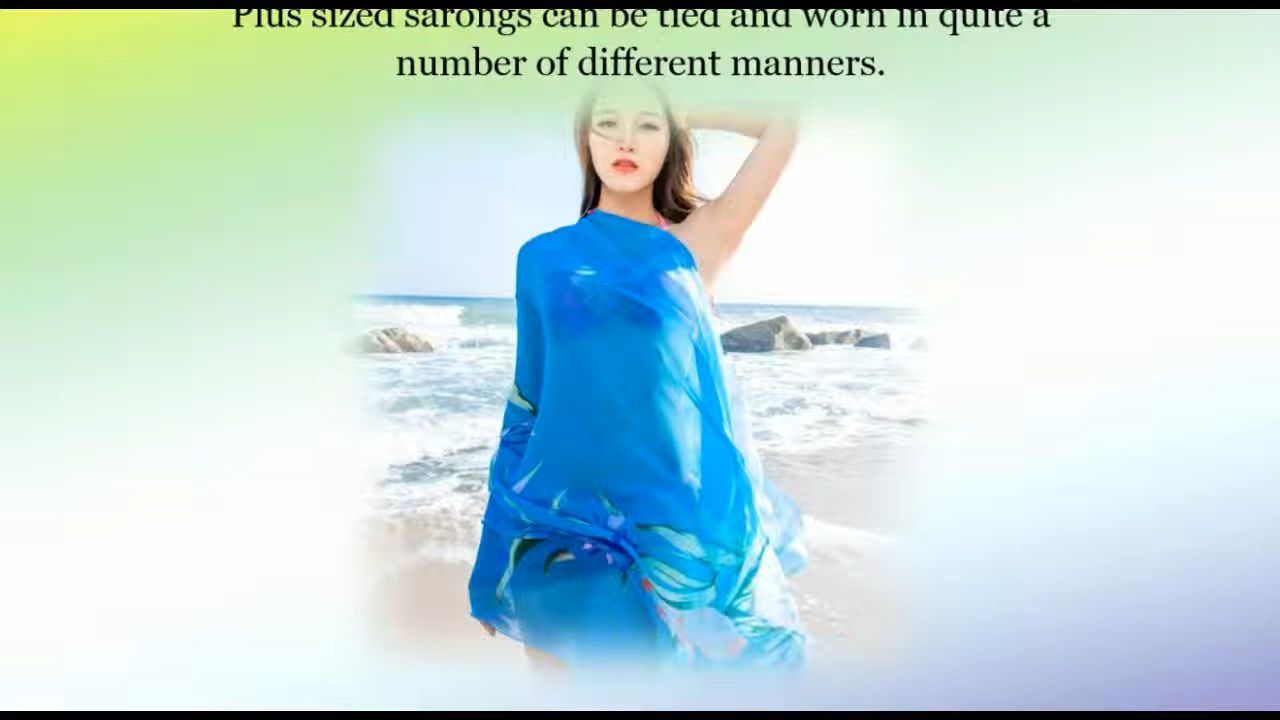 Plus sized sarongs can be tied and worn in quite a
number of different manners.